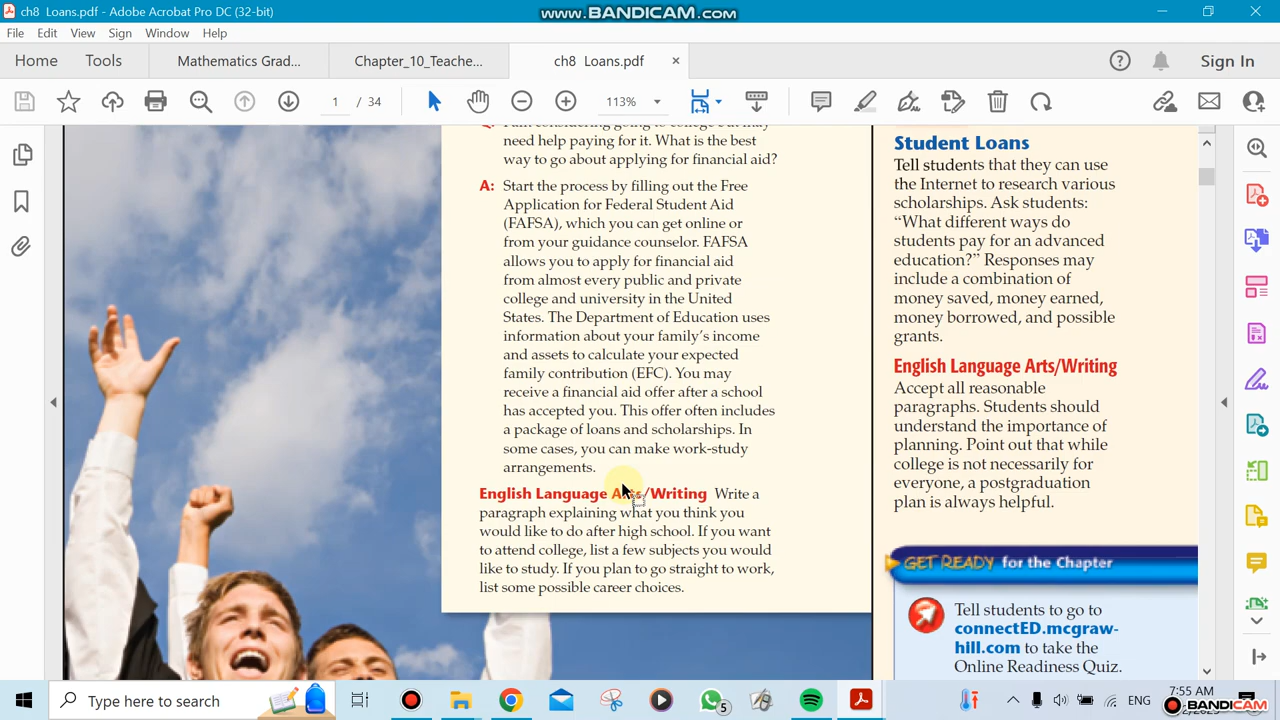 ch8 Loans.pdf - Adobe Acrobat Pro DC (32-bit)
www.BANDICAM.com
File Edit View Sign Window Help
Home Tools Mathematics Grad... Chapter_10_Teache... ch8 Loans.pdf × Sign In
1 / 34 113%
need help paying for it. What is the best
way to go about applying for financial aid?
A: Start the process by filling out the Free
Application for Federal Student Aid
(FAFSA), which you can get online or
from your guidance counselor. FAFSA
allows you to apply for financial aid
from almost every public and private
college and university in the United
States. The Department of Education uses
information about your family's income
and assets to calculate your expected
family contribution (EFC). You may
receive a financial aid offer after a school
has accepted you. This offer often includes
a package of loans and scholarships. In
some cases, you can make work-study
arrangements.
English Language Arts/Writing Write a
paragraph explaining what you think you
would like to do after high school. If you want
to attend college, list a few subjects you would
like to study. If you plan to go straight to work,
list some possible career choices.
Student Loans
Tell students that they can use
the Internet to research various
scholarships. Ask students:
“What different ways do
students pay for an advanced
education?” Responses may
include a combination of
money saved, money earned,
money borrowed, and possible
grants.
English Language Arts/Writing
Accept all reasonable
paragraphs. Students should
understand the importance of
planning. Point out that while
college is not necessarily for
everyone, a postgraduation
plan is always helpful.
GET READY for the Chapter
Tell students to go to
connectED.mcgraw-
hill.com to take the
Online Readiness Quiz.
Type here to search
5
ENG
7:55 AM
BANDICAM